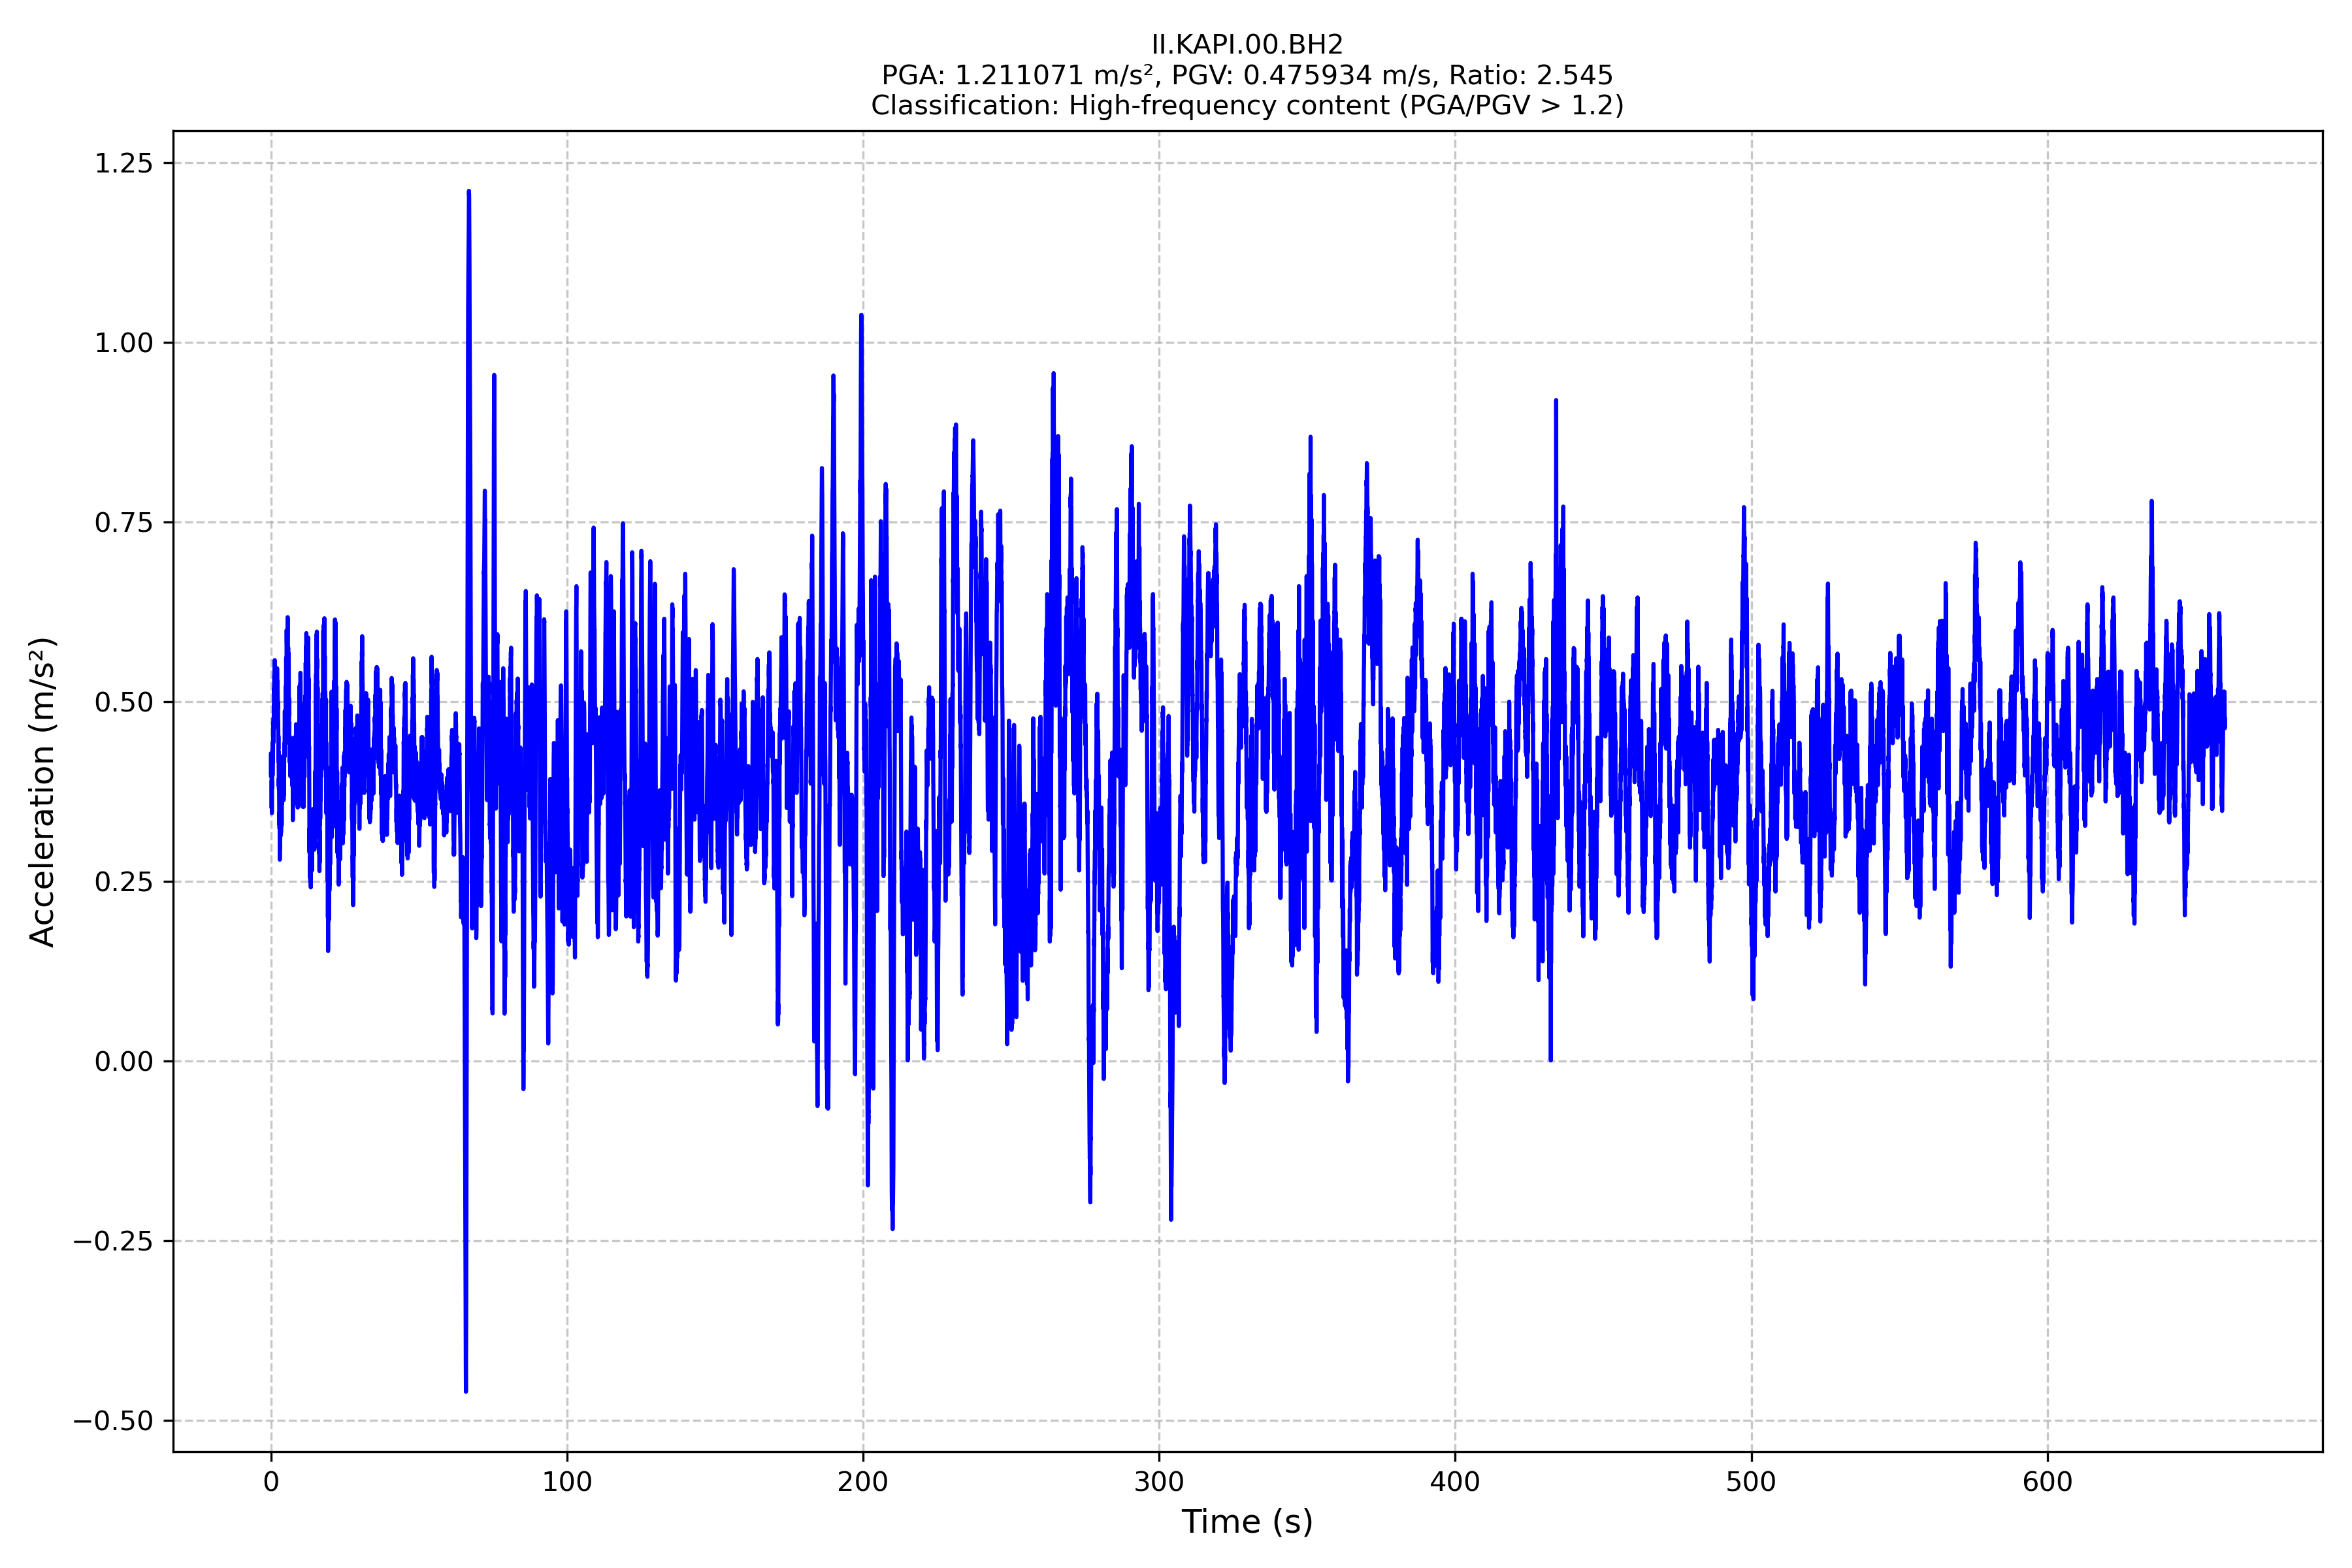 II.KAPI.00.BH2
PGA: 1.211071 m/s², PGV: 0.475934 m/s, Ratio: 2.545
Classification: High-frequency content (PGA/PGV > 1.2)
Acceleration (m/s²)
1.25
1.00
0.75
0.50
0.25
0.00
−0.25
−0.50
0 100 200 300 400 500 600
Time (s)